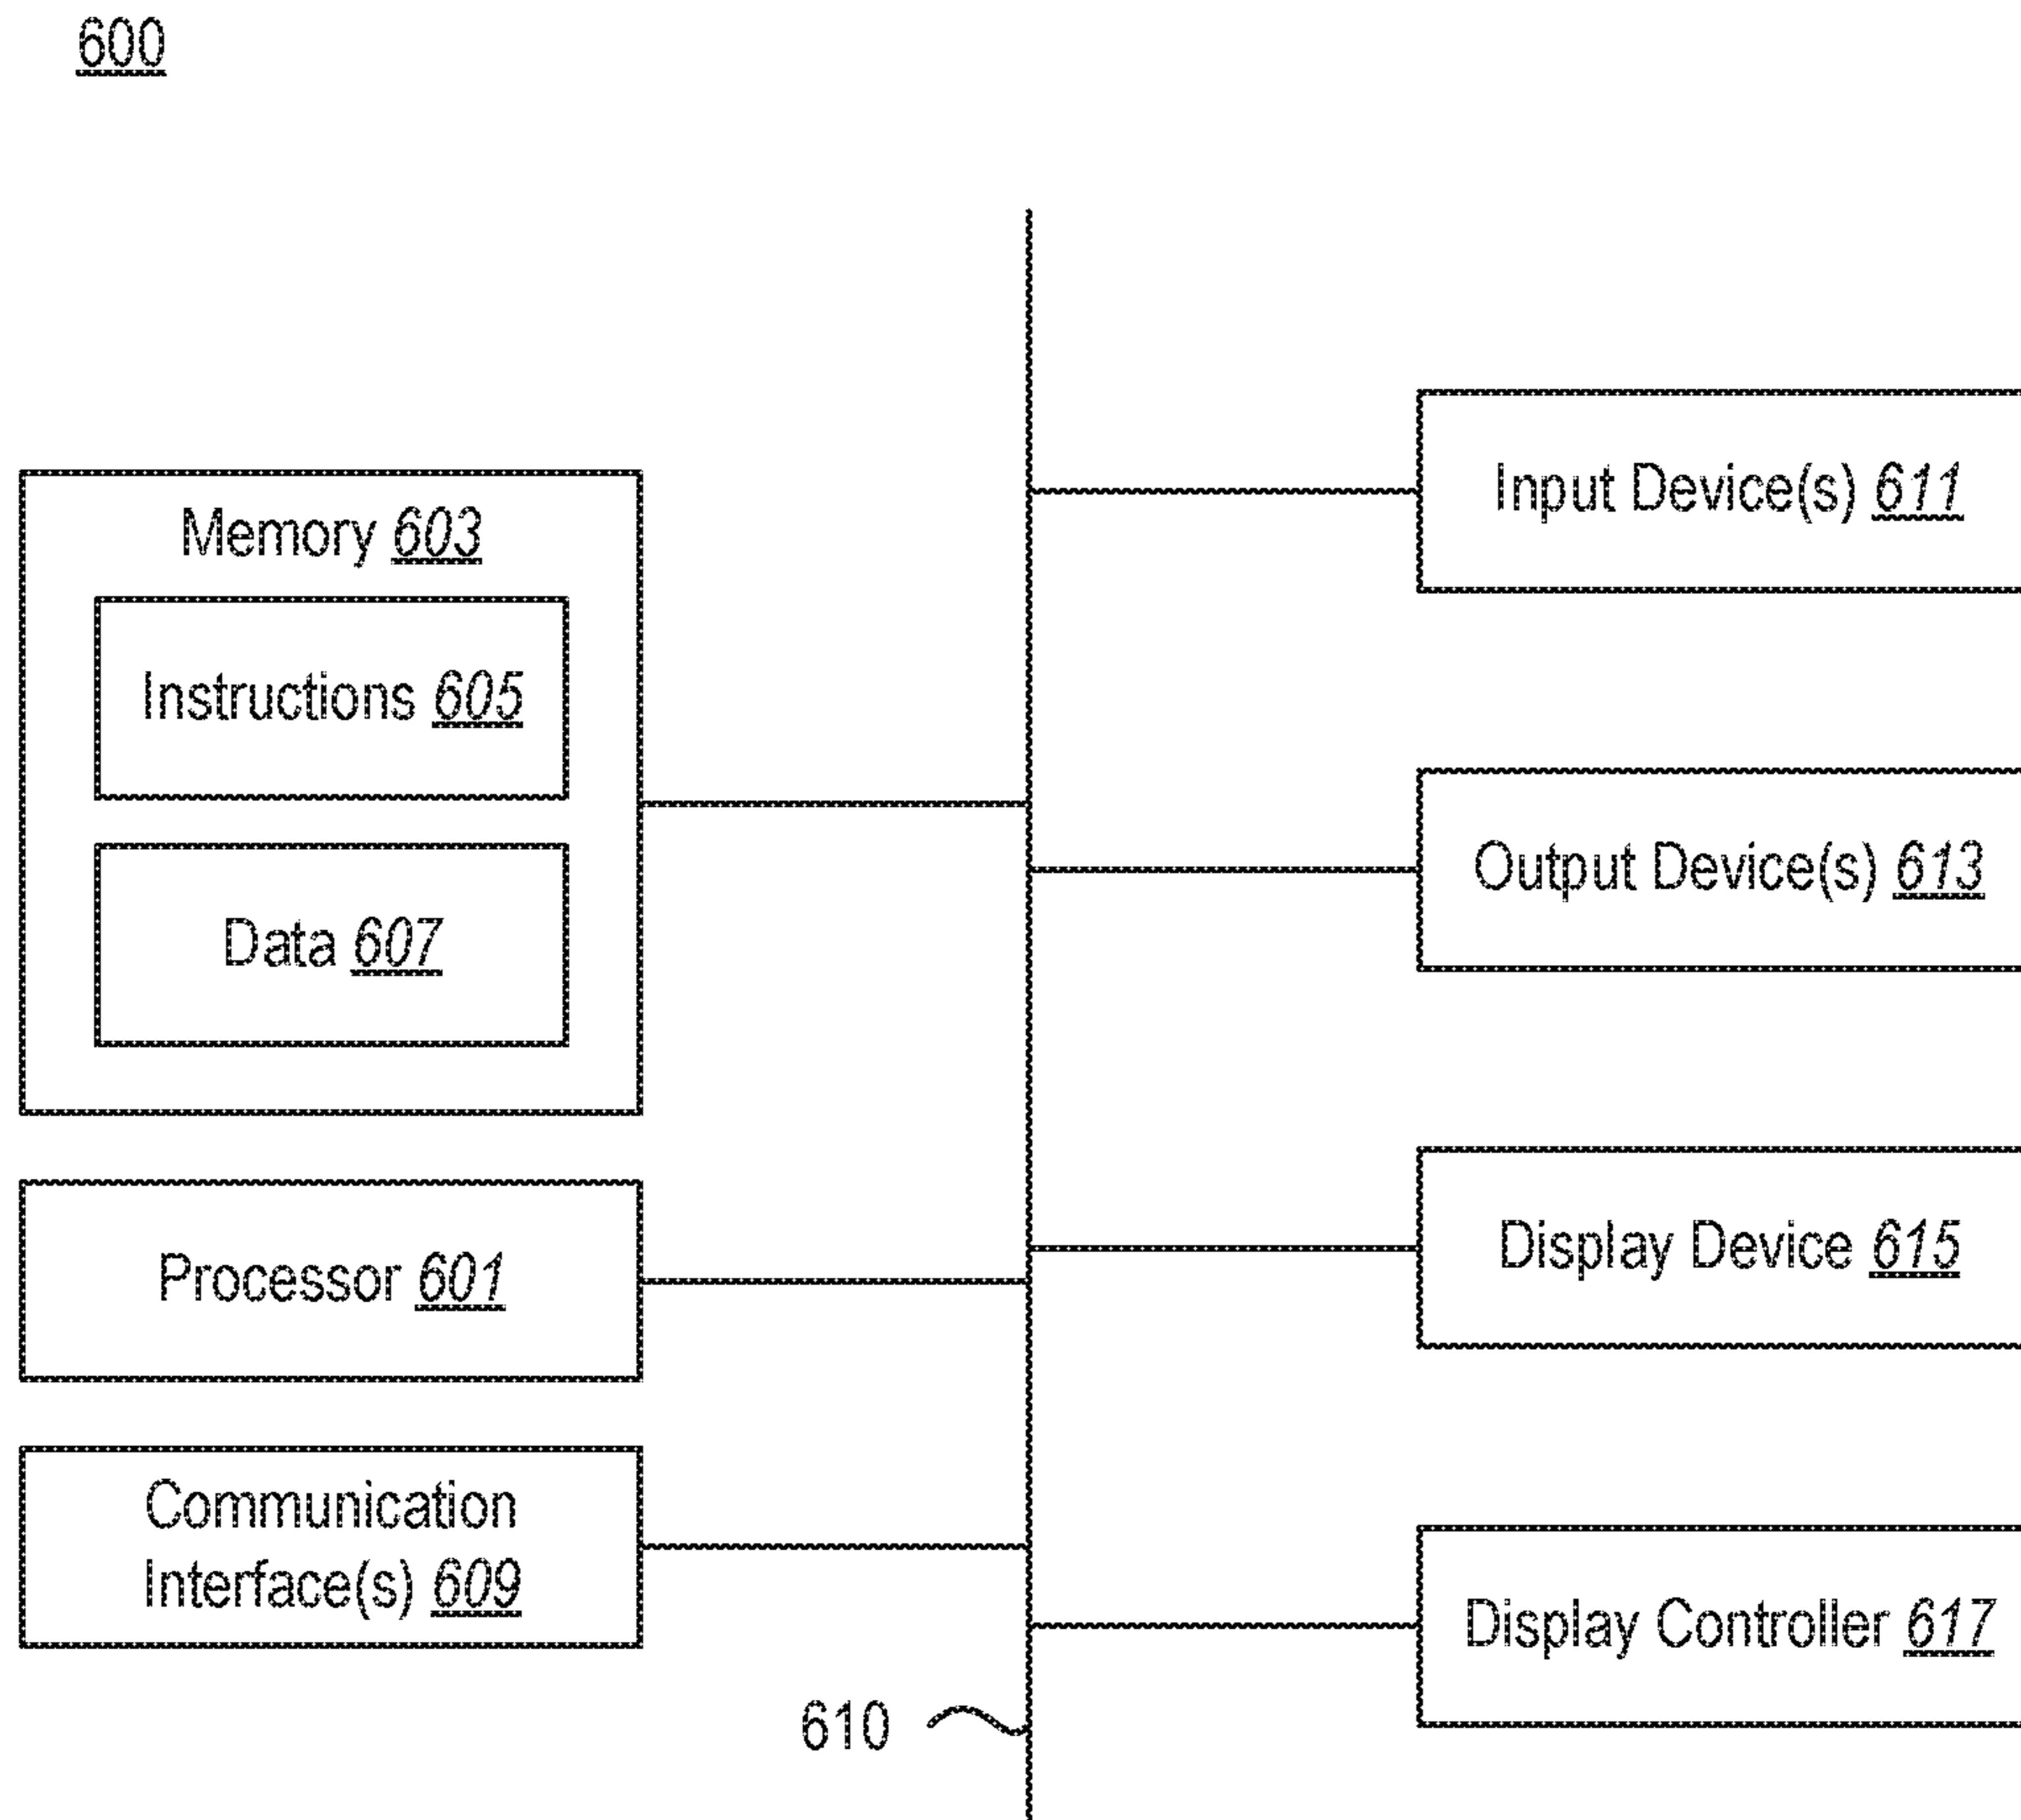 600
Memory 603
Instructions 605
Data 607
Processor 601
Communication
Interface(s) 609
Input Device(s) 611
Output Device(s) 613
Display Device 615
Display Controller 617
610